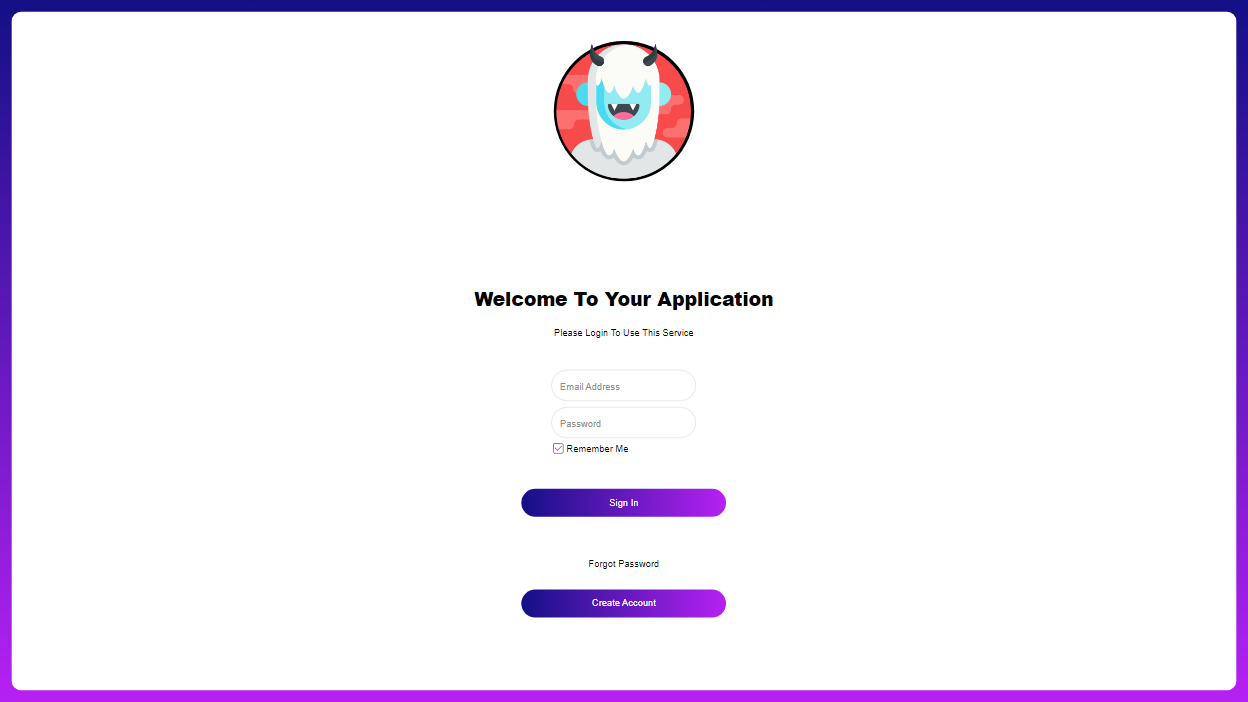 Welcome To Your Application
Please Login To Use This Service
Email Address
Password
Remember Me
Sign In
Forgot Password
Create Account